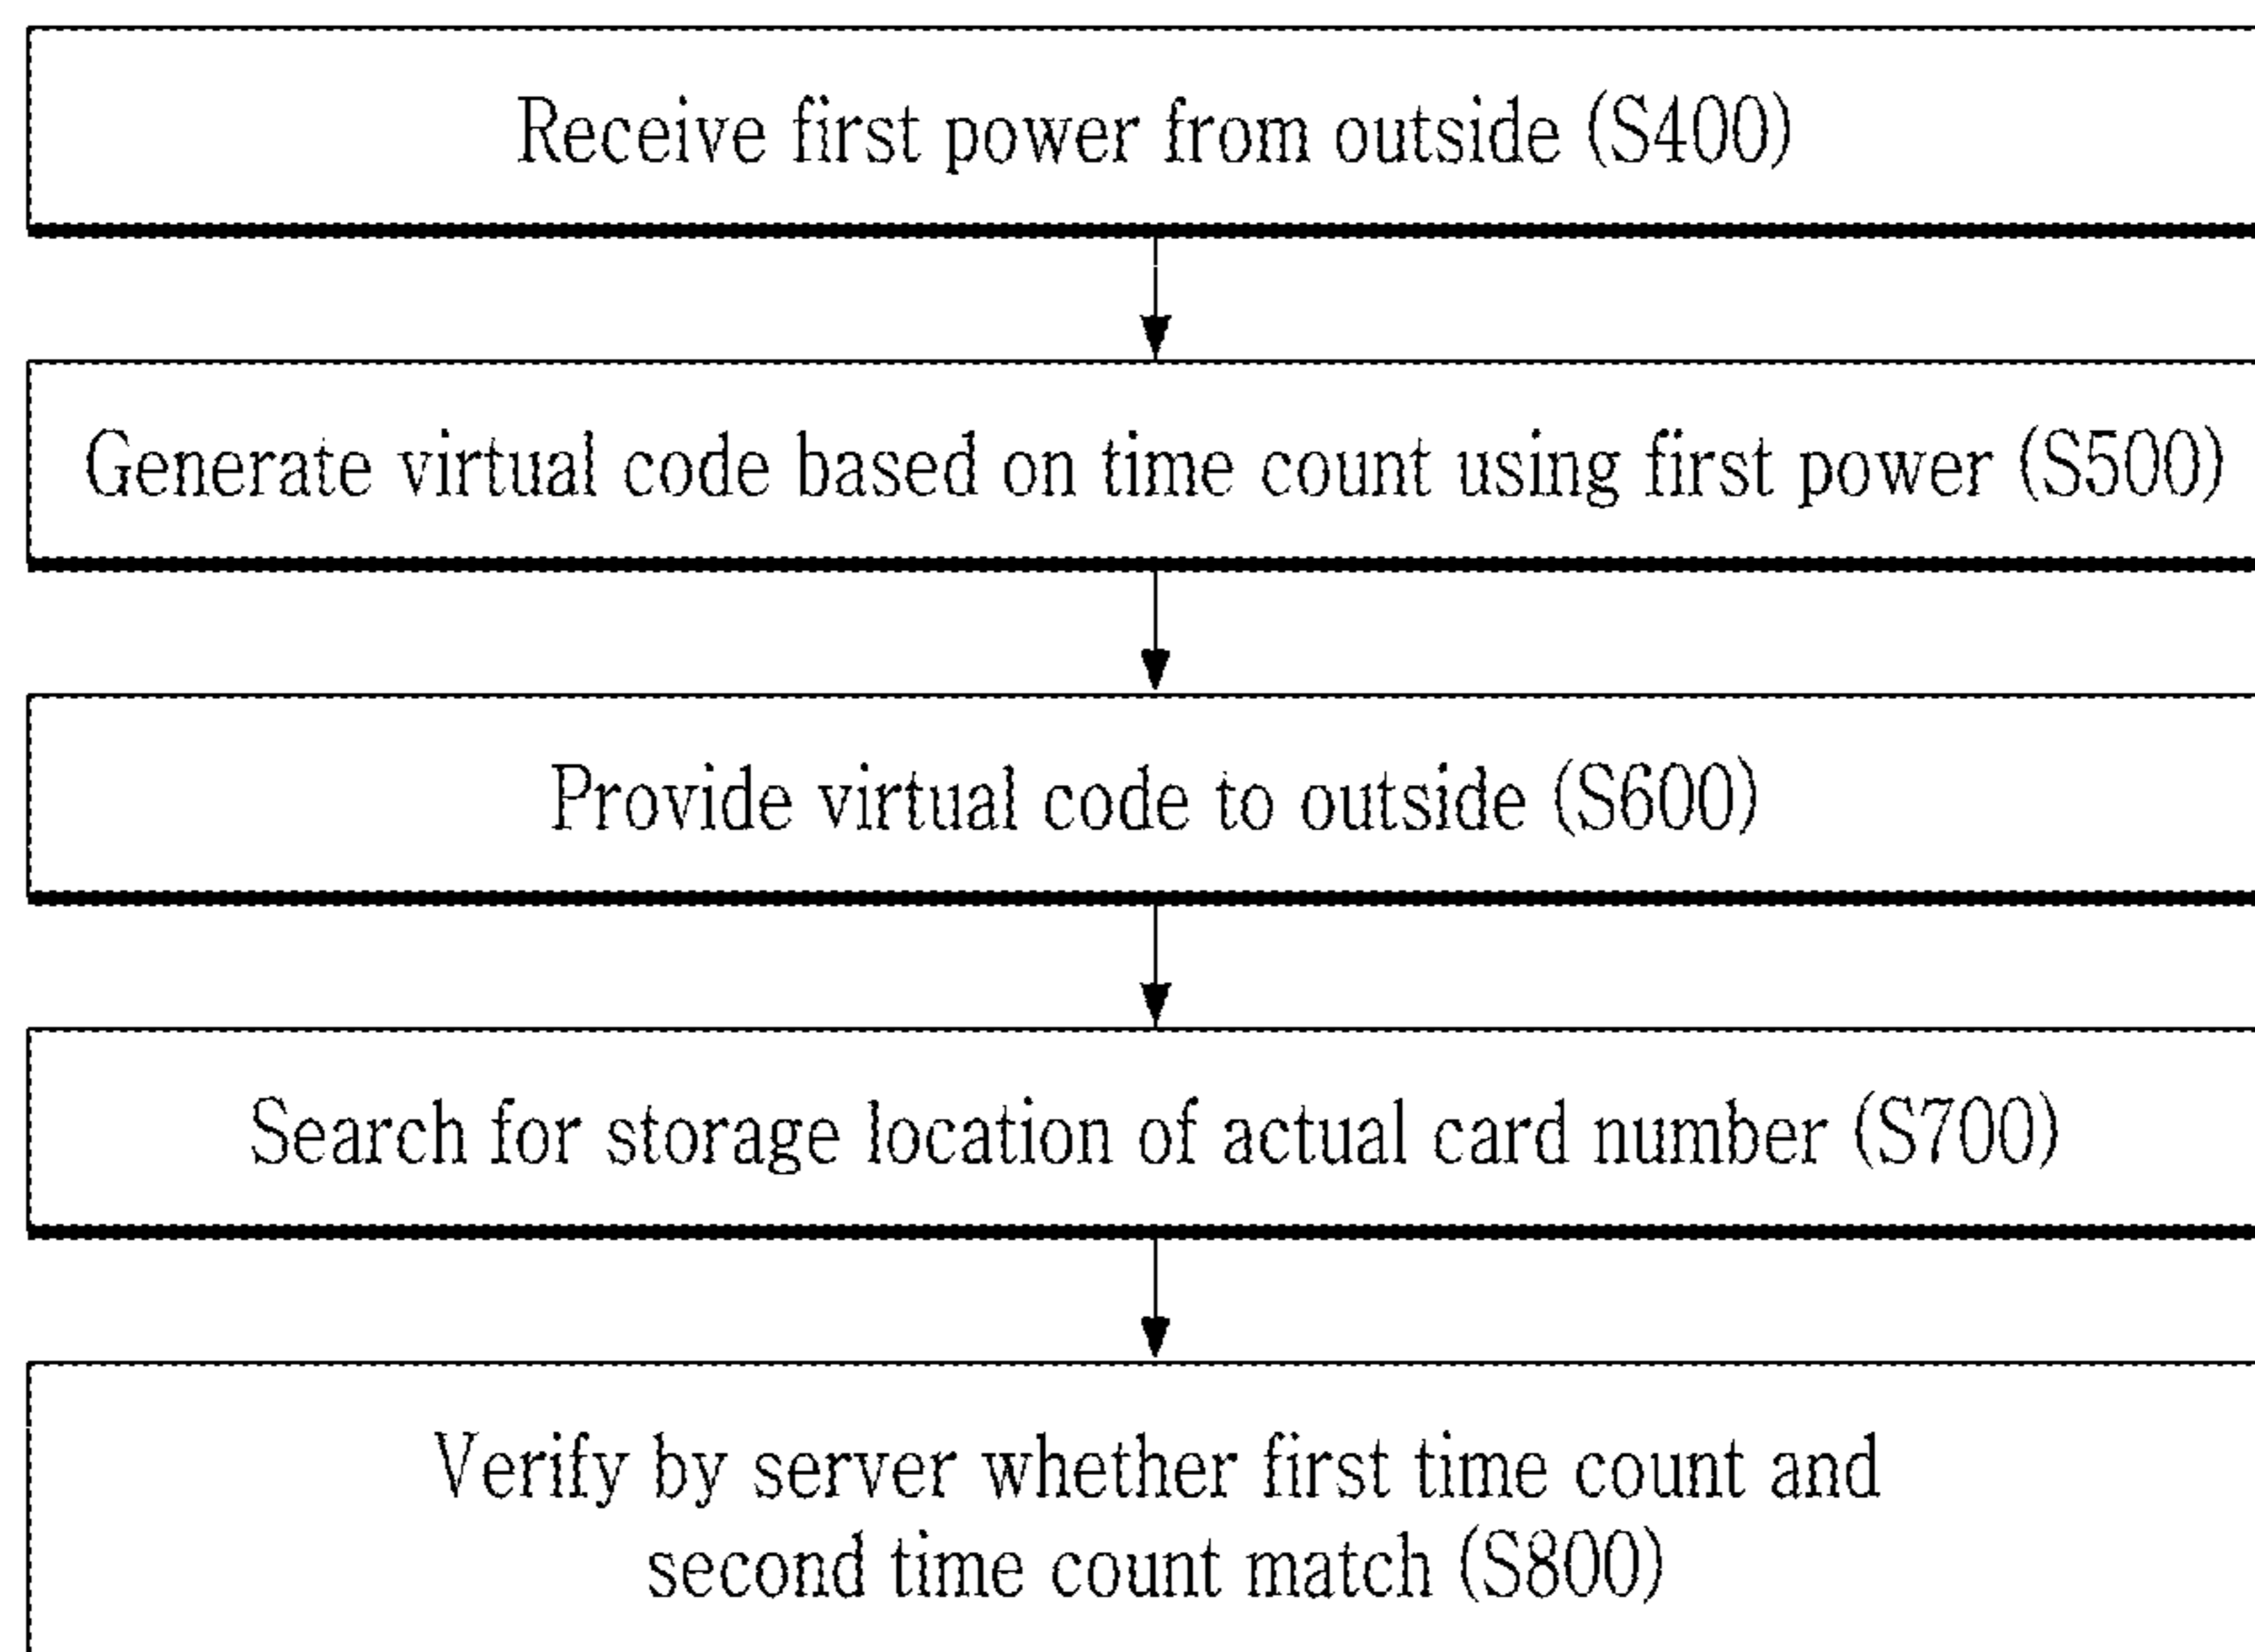 Receive first power from outside (S400)
Generate virtual code based on time count using first power (S500)
Provide virtual code to outside (S600)
Search for storage location of actual card number (S700)
Verify by server whether first time count and
second time count match (S800)